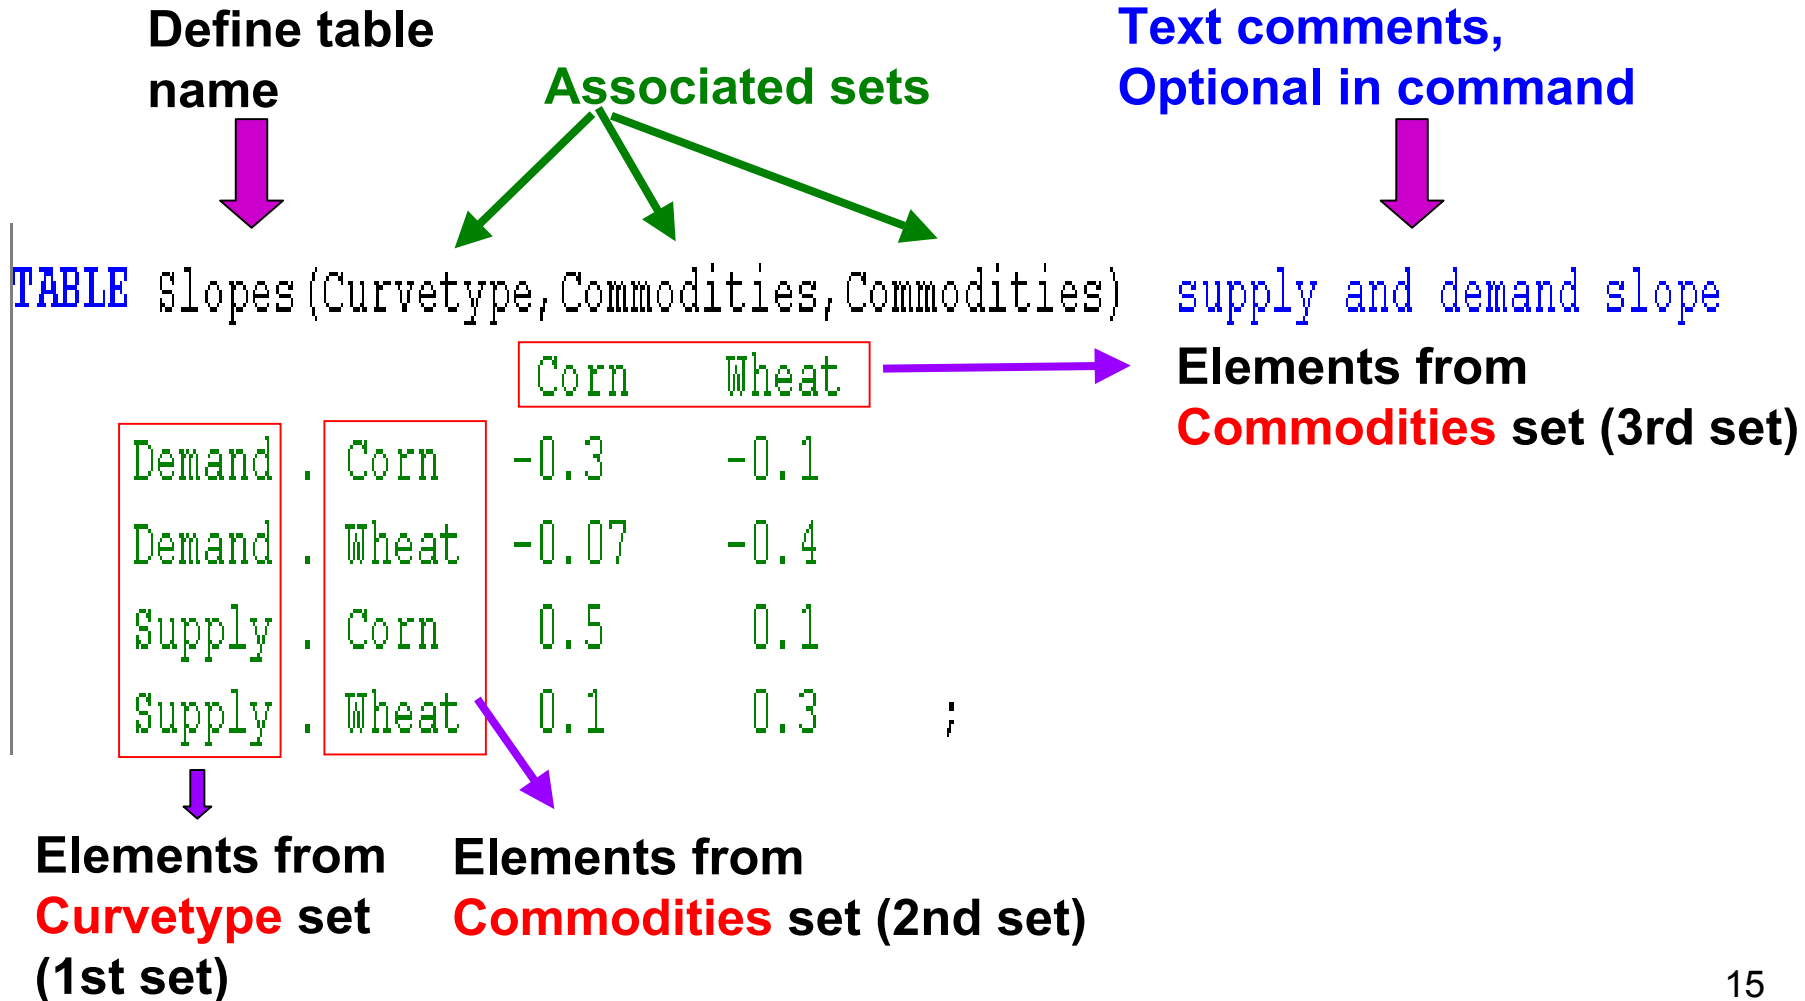 Define table
name
Associated sets
Text comments,
Optional in command
TABLE Slopes(Curvetype,Commodities,Commodities) supply and demand slope
Corn Wheat
Demand . Corn -0.3 -0.1
Demand . Wheat -0.07 -0.4
Supply . Corn 0.5 0.1
Supply . Wheat 0.1 0.3 ;
Elements from
Commodities set (3rd set)
Elements from
Curvetype set
(1st set)
Elements from
Commodities set (2nd set)
15